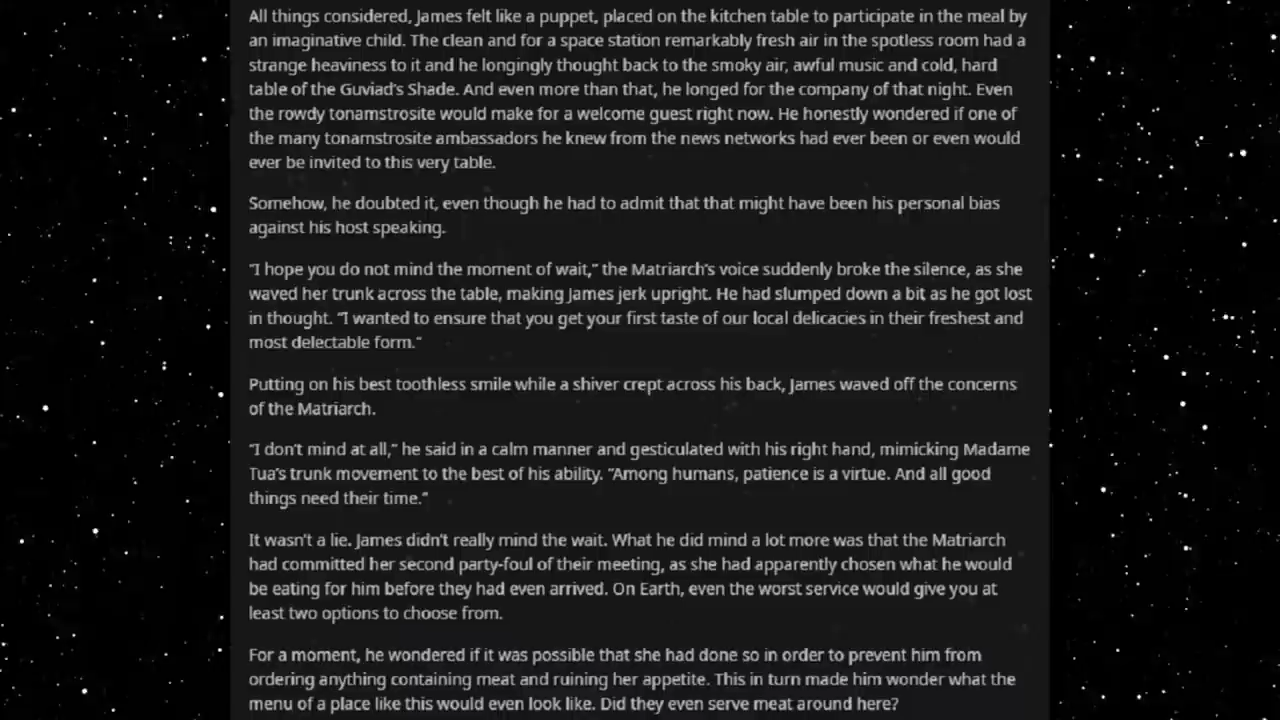 All things considered, James felt like a puppet, placed on the kitchen table to participate in the meal by
an imaginative child. The clean and for a space station remarkably fresh air in the spotless room had a
strange heaviness to it and he longingly thought back to the smoky air, awful music and cold, hard
table of the Guviad's Shade. And even more than that, he longed for the company of that night. Even
the rowdy tonamstrosite would make for a welcome guest right now. He honestly wondered if one of
the many tonamstrosite ambassadors he knew from the news networks had ever been or even would
ever be invited to this very table.
Somehow, he doubted it, even though he had to admit that that might have been his personal bias
against his host speaking.
“I hope you do not mind the moment of wait,” the Matriarch's voice suddenly broke the silence, as she
waved her trunk across the table, making James jerk upright. He had slumped down a bit as he got lost
in thought. “I wanted to ensure that you get your first taste of our local delicacies in their freshest and
most delectable form.”
Putting on his best toothless smile while a shiver crept across his back, James waved off the concerns
of the Matriarch.
“I don't mind at all,” he said in a calm manner and gesticulated with his right hand, mimicking Madame
Tua's trunk movement to the best of his ability. “Among humans, patience is a virtue. And all good
things need their time.”
It wasn't a lie. James didn't really mind the wait. What he did mind a lot more was that the Matriarch
had committed her second party-foul of their meeting, as she had apparently chosen what he would
be eating for him before they had even arrived. On Earth, even the worst service would give you at
least two options to choose from.
For a moment, he wondered if it was possible that she had done so in order to prevent him from
ordering anything containing meat and ruining her appetite. This in turn made him wonder what the
menu of a place like this would even look like. Did they even serve meat around here?